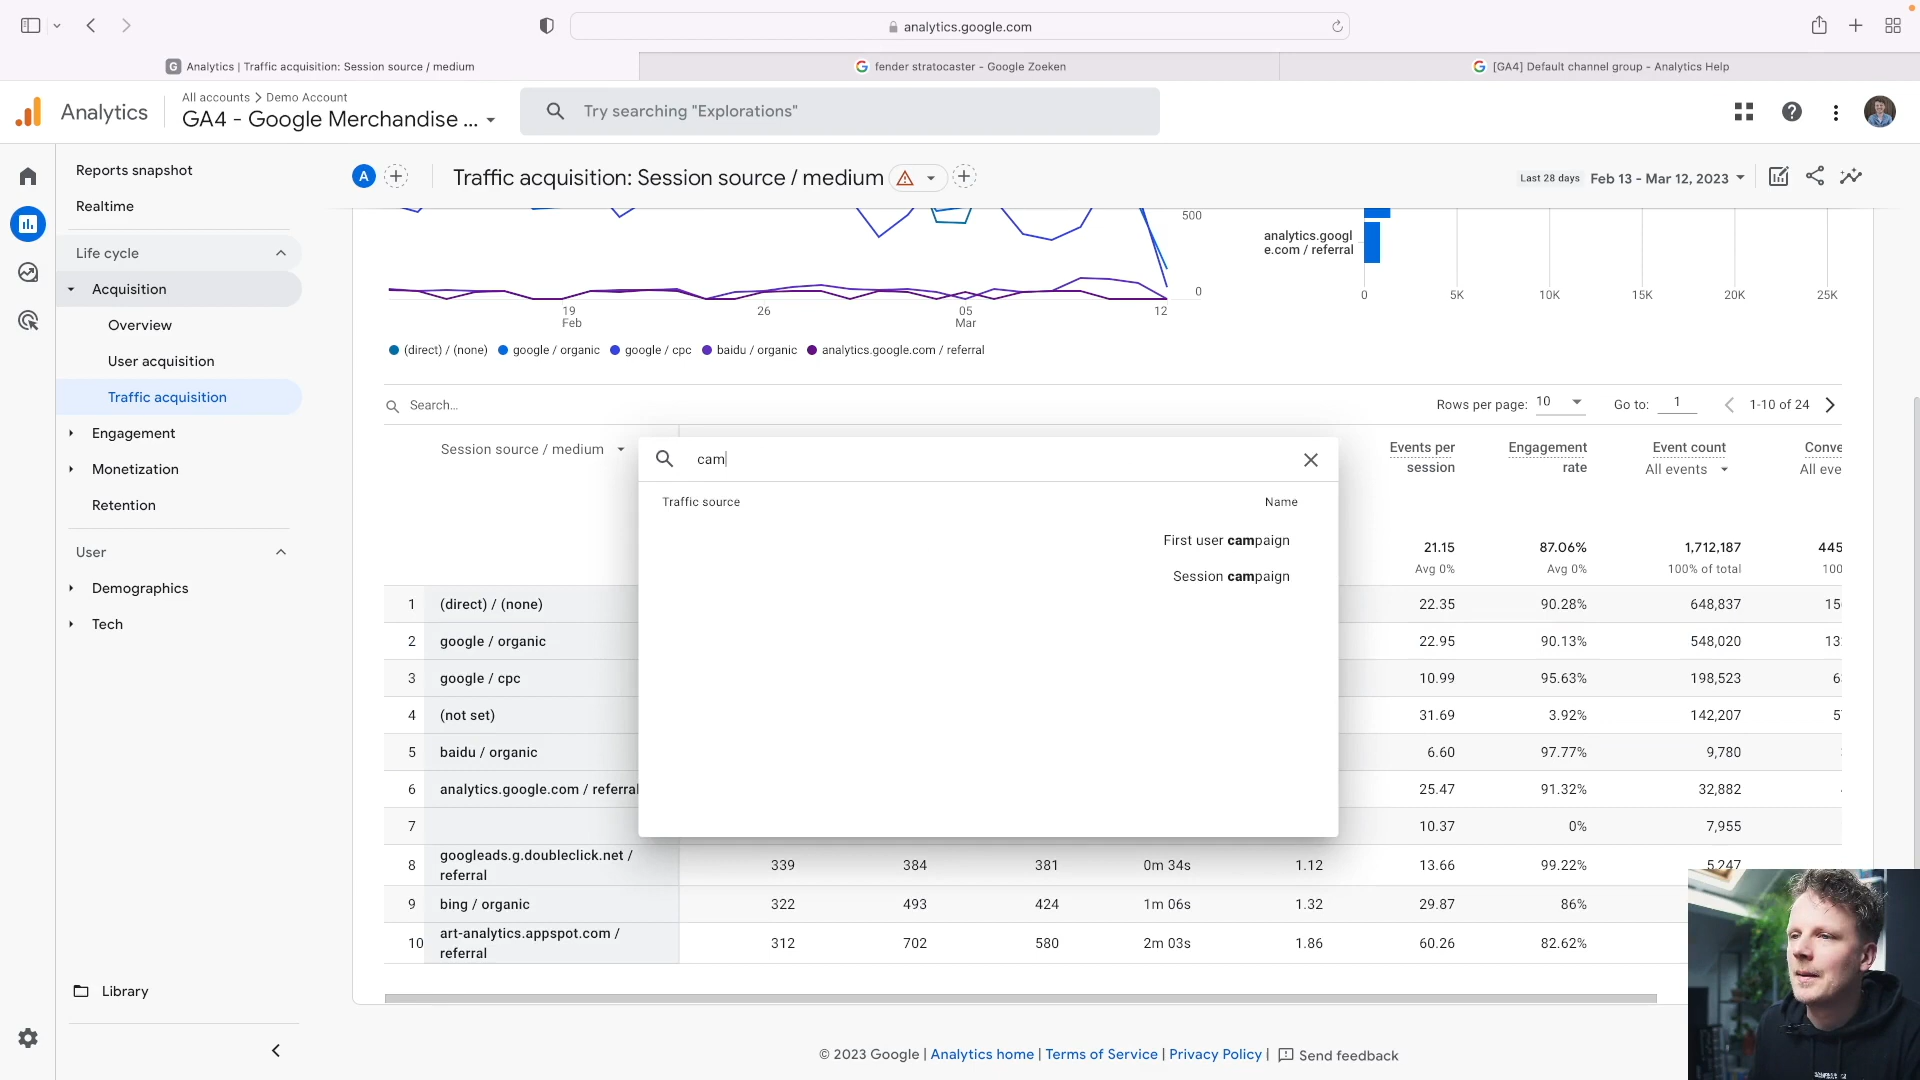 analytics.google.com
Analytics | Traffic acquisition: Session source / medium
fender stratocaster - Google Zoeken
[GA4] Default channel group - Analytics Help
Analytics
All accounts > Demo Account
GA4 - Google Merchandise ...
Try searching "Explorations"
Reports snapshot
Realtime
Life cycle
Acquisition
Overview
User acquisition
Traffic acquisition
Engagement
Monetization
Retention
User
Demographics
Tech
Library
A
Traffic acquisition: Session source / medium
Last 28 days Feb 13 - Mar 12, 2023
500
0
19
Feb
26
05
Mar
12
(direct) / (none) google / organic google / cpc baidu / organic analytics.google.com / referral
analytics.googl
e.com / referral
0 5K 10K 15K 20K 25K
Search...
Rows per page: 10 Go to: 1 1-10 of 24
Session source / medium
cam
Traffic source Name
First user campaign
Session campaign
Events per
session
Engagement
rate
Event count
All events
Conve
All eve
21.15 87.06% 1,712,187 445
Avg 0% Avg 0% 100% of total 100
1 (direct) / (none) 22.35 90.28% 648,837 15
2 google / organic 22.95 90.13% 548,020 13
3 google / cpc 10.99 95.63% 198,523 6
4 (not set) 31.69 3.92% 142,207 5
5 baidu / organic 6.60 97.77% 9,780
6 analytics.google.com / referral 25.47 91.32% 32,882
7 10.37 0% 7,955
8 googleads.g.doubleclick.net /
referral 339 384 381 0m 34s 1.12 13.66 99.22% 5,247
9 bing / organic 322 493 424 1m 06s 1.32 29.87 86%
10 art-analytics.appspot.com /
referral 312 702 580 2m 03s 1.86 60.26 82.62%
© 2023 Google | Analytics home | Terms of Service | Privacy Policy | Send feedback